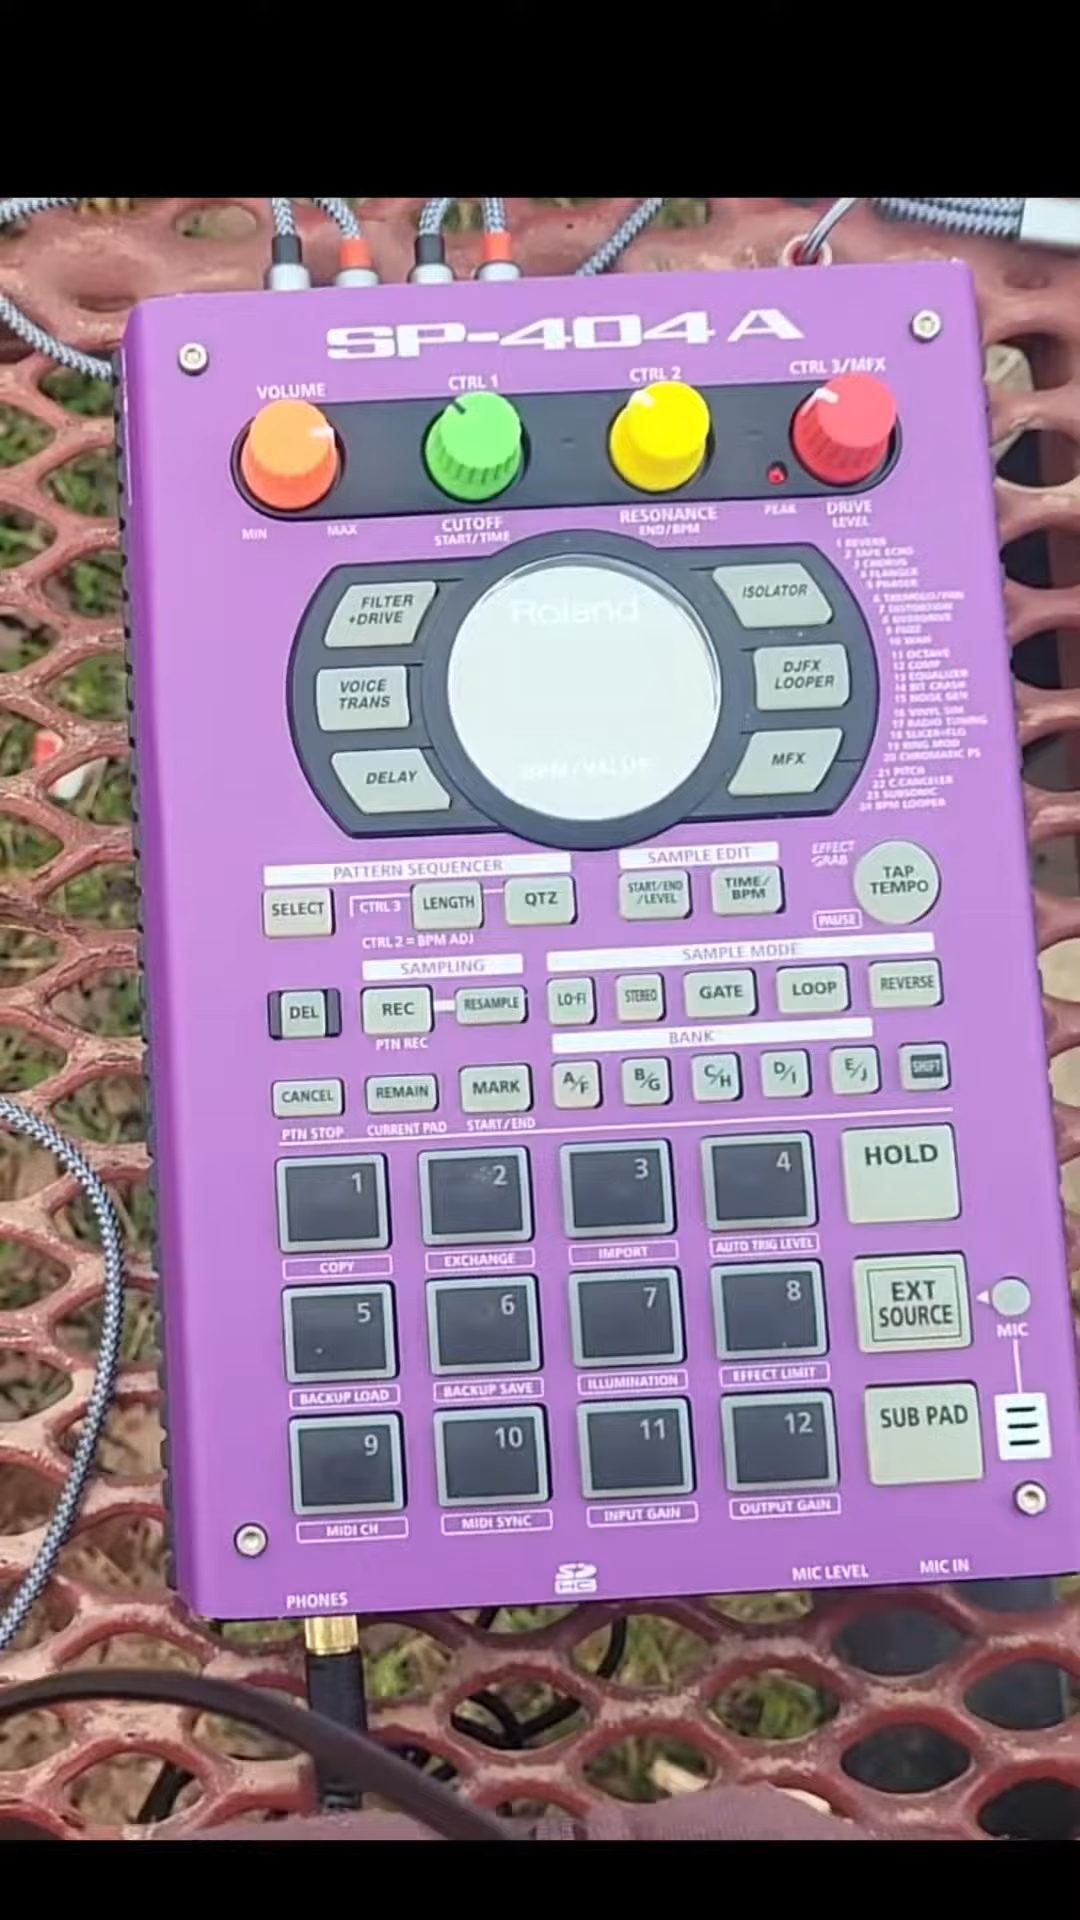 SP-404 A
VOLUME
CTRL 1
CTRL 2
CTRL 3/MFX
MIN
MAX
CUTOFF
START/TIME
RESONANCE
END/BPM
PEAK
DRIVE
LEVEL
FILTER
+DRIVE
VOICE
TRANS
DELAY
Roland
BPM/VALUE
ISOLATOR
DJFX
LOOPER
MFX
1 REVERB
2 TAPE ECHO
3 CHORUS
4 FLANGER
5 PHASER
6 TREMOLO/PAN
7 DISTORTION
8 OVERDRIVE
9 FUZZ
10 WAH
11 OCTAVE
12 COMP
13 EQUALIZER
14 BIT CRASH
15 NOISE GEN
16 VINYL SIM
17 RADIO TUNING
18 SLICER+FLG
19 RING MOD
20 CHROMATIC PS
21 PITCH
22 C.CANCELER
23 SUBSONIC
24 BPM LOOPER
PATTERN SEQUENCER
SAMPLE EDIT
EFFECT
GRAB
TAP
TEMPO
SELECT
CTRL 3
LENGTH
QTZ
START/END
/LEVEL
TIME/
BPM
PAUSE
CTRL 2 = BPM ADJ
SAMPLING
SAMPLE MODE
DEL
REC
RESAMPLE
LO-FI
STEREO
GATE
LOOP
REVERSE
PTN REC
BANK
CANCEL
REMAIN
MARK
A/F
B/G
C/H
D/I
E/J
SHIFT
PTN STOP
CURRENT PAD
START/END
1
2
3
4
HOLD
COPY
EXCHANGE
IMPORT
AUTO TRIG LEVEL
5
6
7
8
EXT
SOURCE
MIC
BACKUP LOAD
BACKUP SAVE
ILLUMINATION
EFFECT LIMIT
9
10
11
12
SUB PAD
MIDI CH
MIDI SYNC
INPUT GAIN
OUTPUT GAIN
PHONES
SD
HC
MIC LEVEL
MIC IN